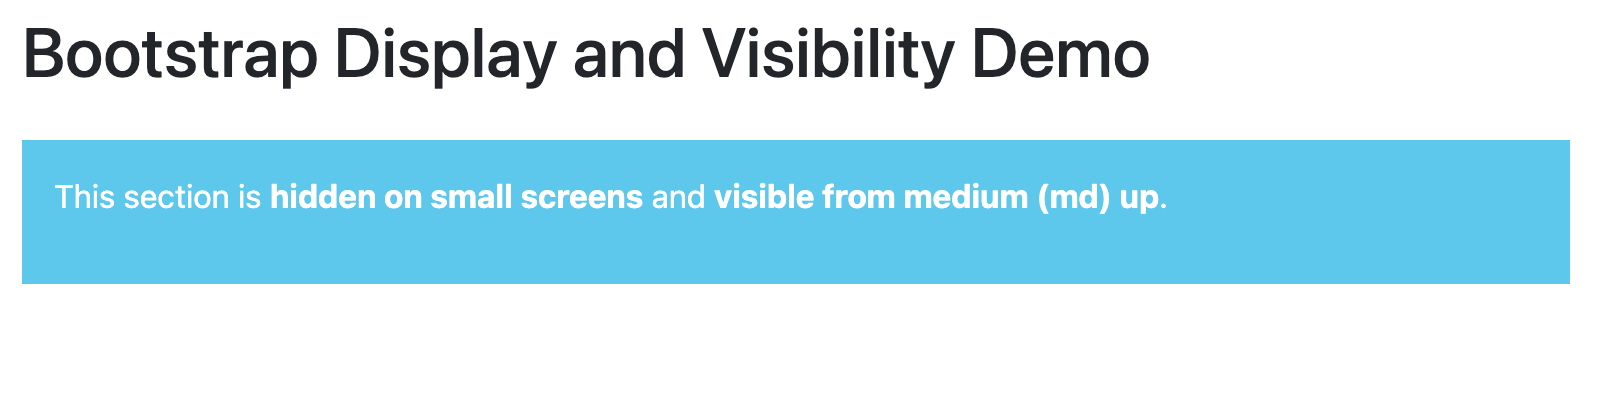 Bootstrap Display and Visibility Demo
This section is hidden on small screens and visible from medium (md) up.